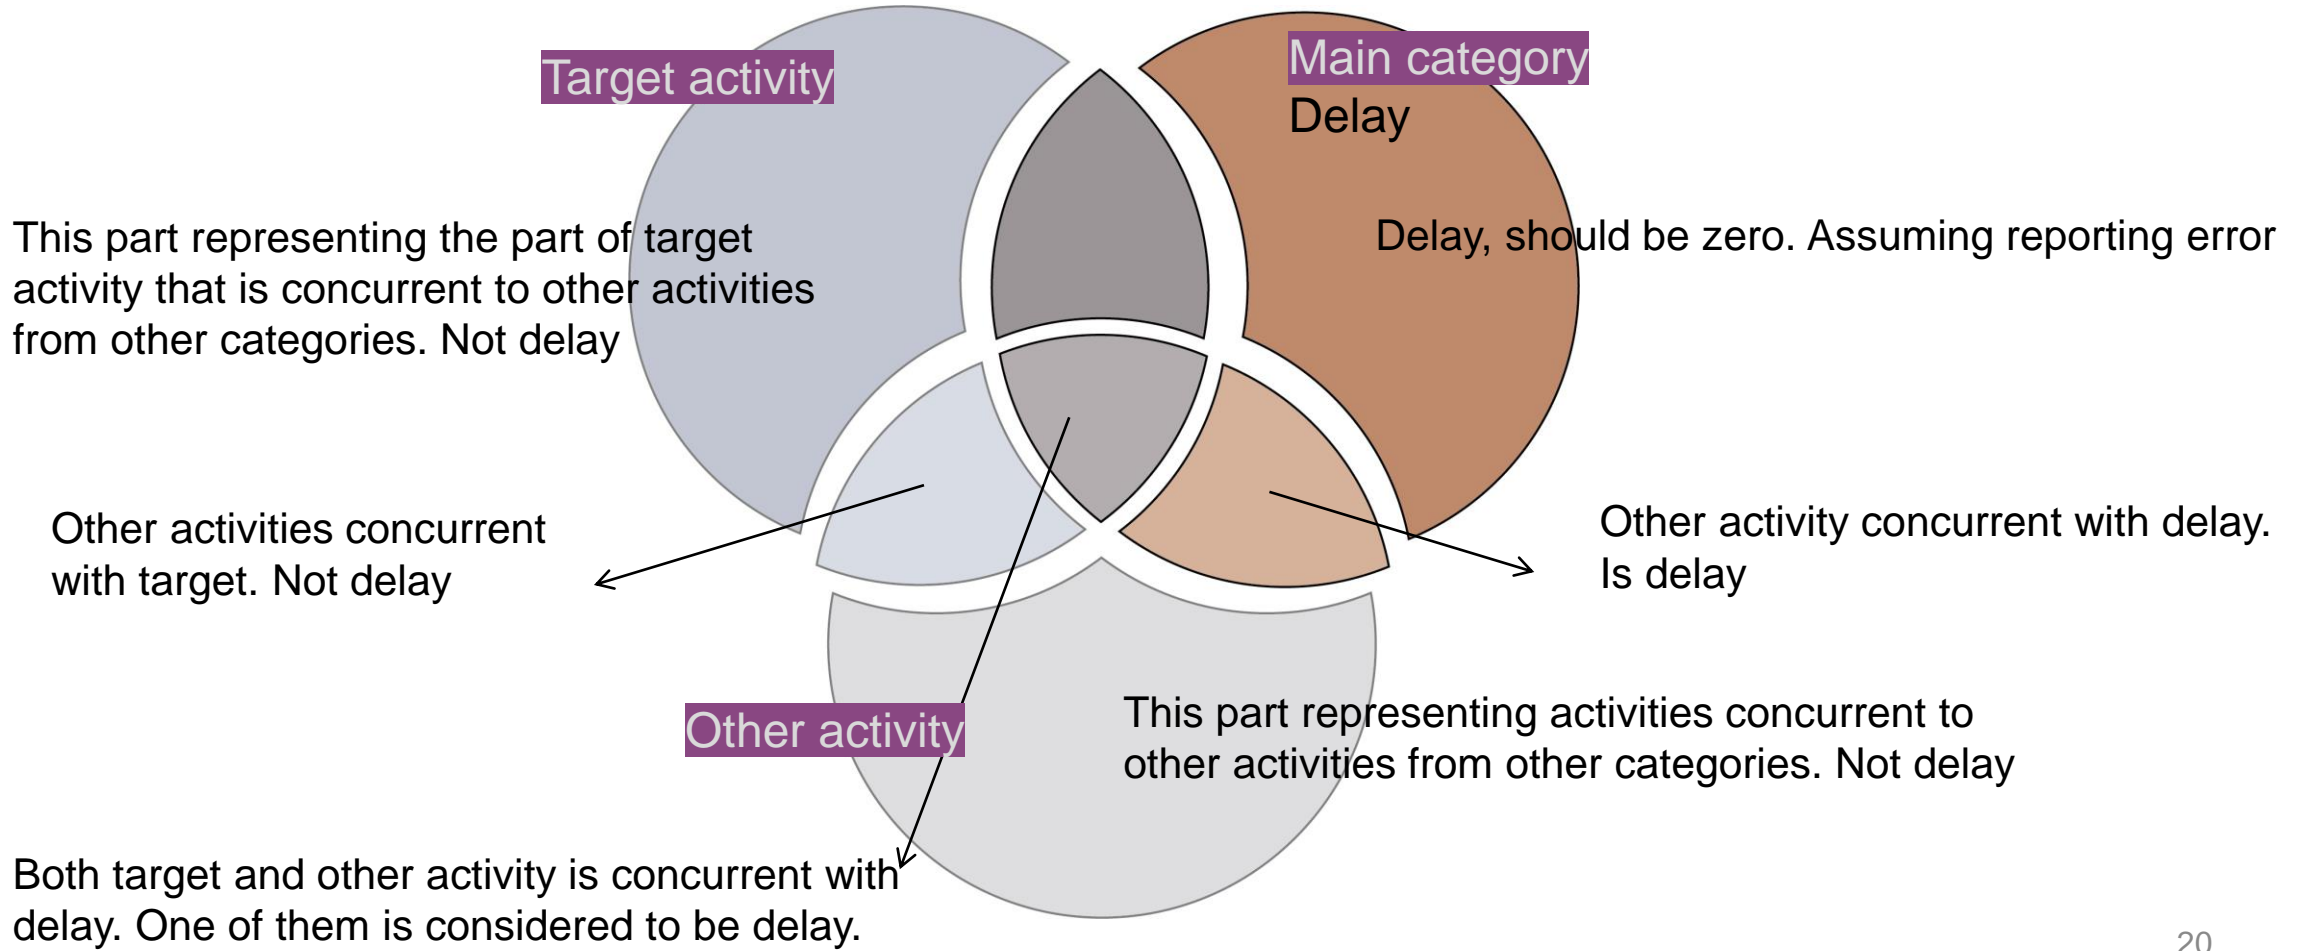 Target activity
Main category
Delay
This part representing the part of target
activity that is concurrent to other activities
from other categories. Not delay
Delay, should be zero. Assuming reporting error
Other activities concurrent
with target. Not delay
Other activity concurrent with delay.
Is delay
Other activity
This part representing activities concurrent to
other activities from other categories. Not delay
Both target and other activity is concurrent with
delay. One of them is considered to be delay.
20